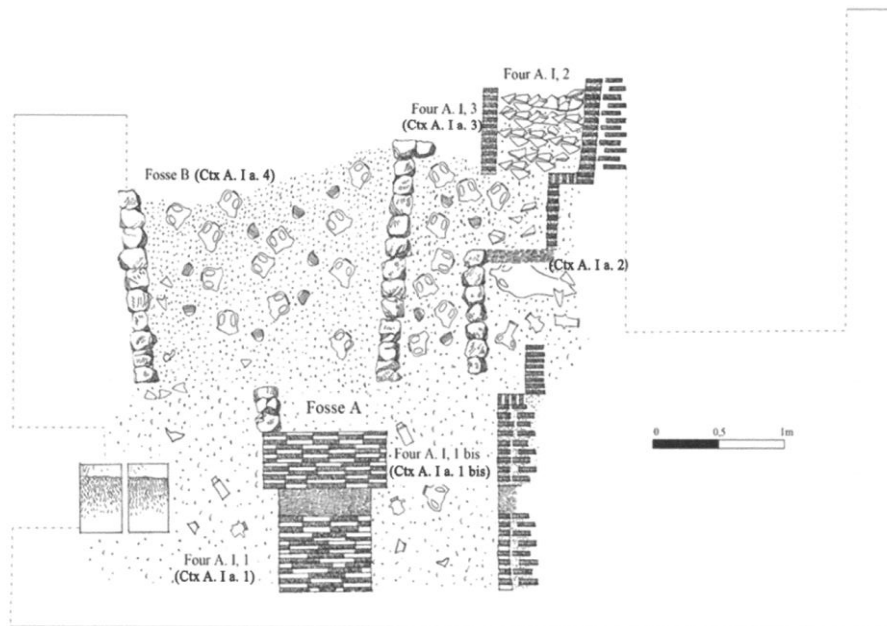 Four A. I, 2
Four A. I, 3
(Ctx A. I a. 3)
Fosse B (Ctx A. I a. 4)
(Ctx A. I a. 2)
Fosse A
0 0,5 1m
Four A. I, 1 bis
(Ctx A. I a. 1 bis)
Four A. I, 1
(Ctx A. I a. 1)